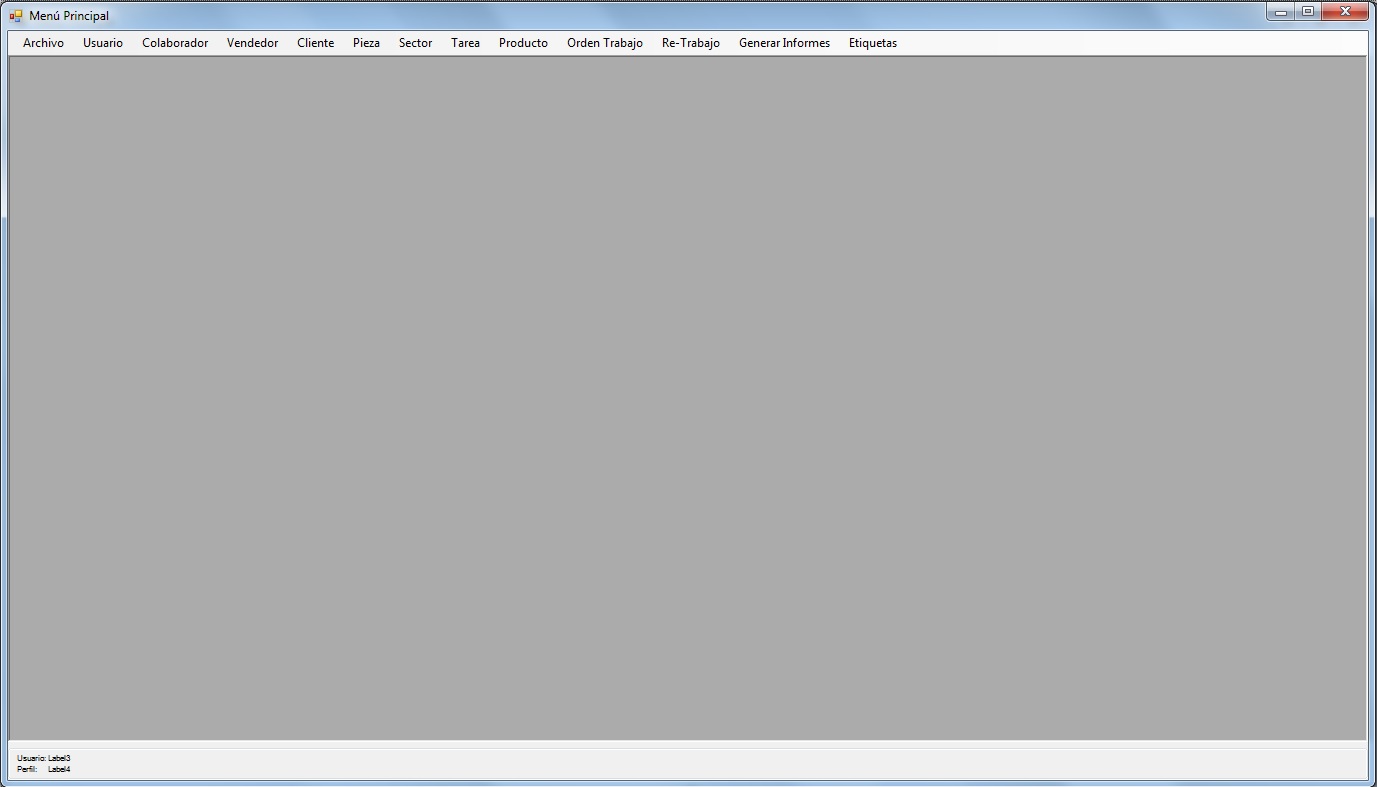 Menú Principal
Archivo Usuario Colaborador Vendedor Cliente Pieza Sector Tarea Producto Orden Trabajo Re-Trabajo Generar Informes Etiquetas
Usuario: Label3
Perfil: Label4